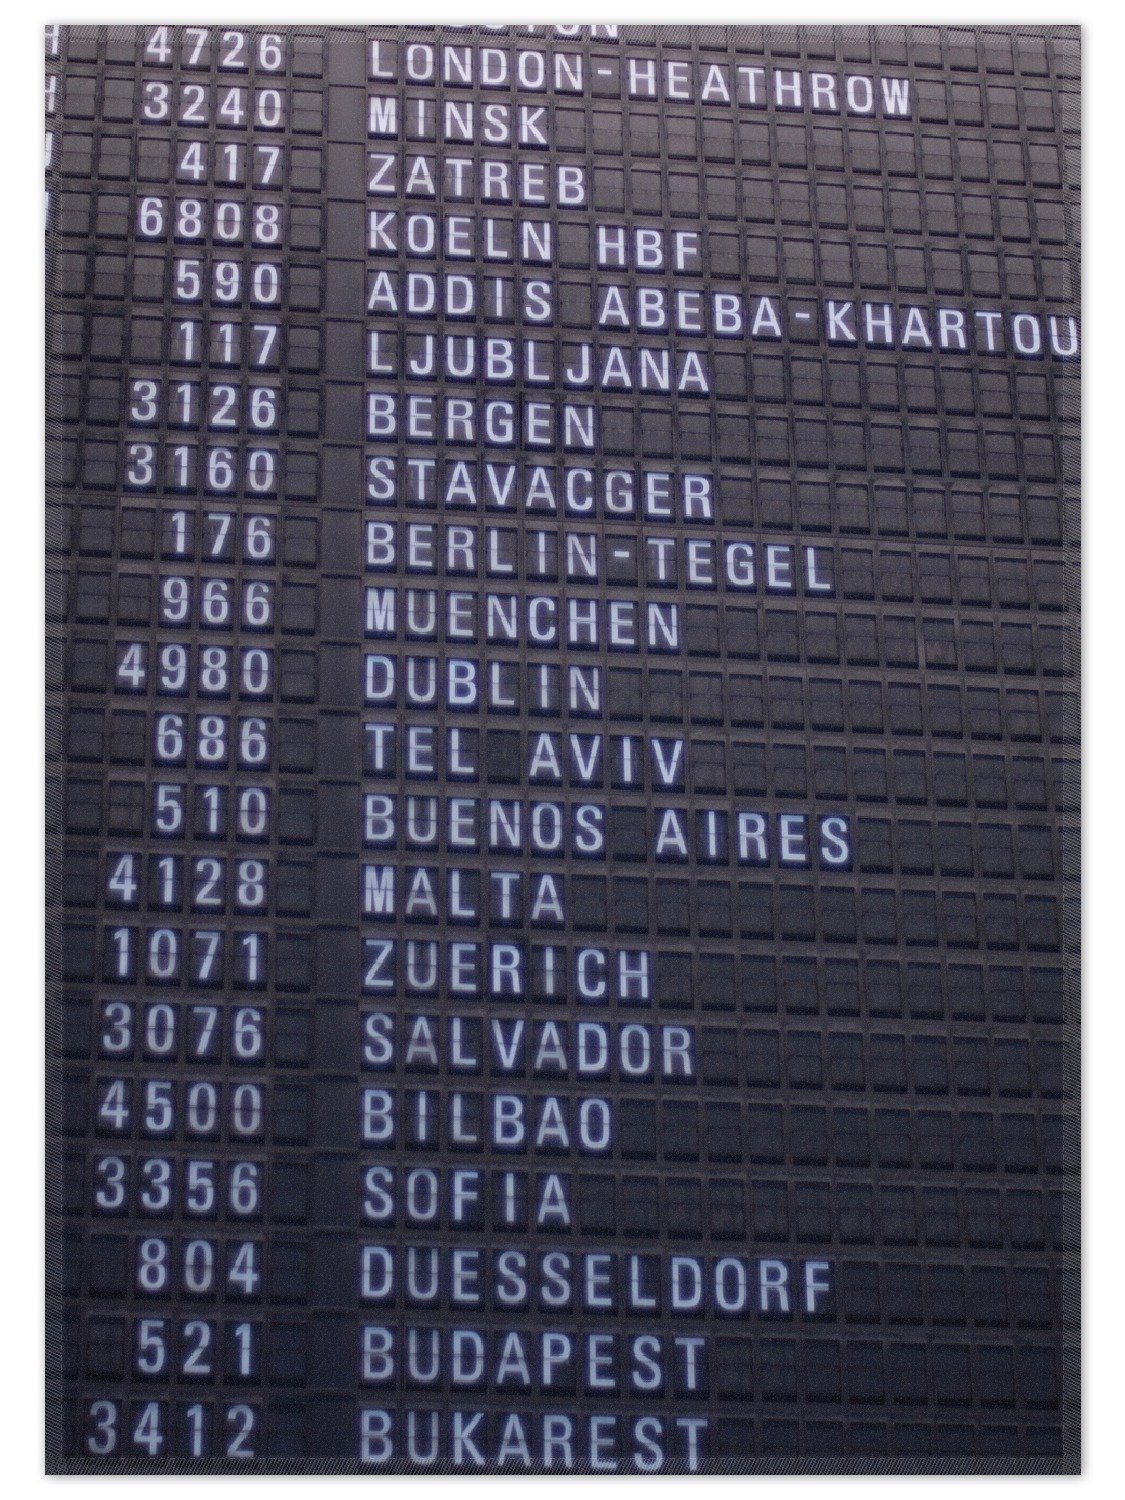 4726 LONDON-HEATHROW
3240 MINSK
417 ZATREB
6808 KOELN HBF
590 ADDIS ABEBA-KHARTOU
117 LJUBLJANA
3126 BERGEN
3160 STAVACGER
176 BERLIN-TEGEL
966 MUENCHEN
4980 DUBLIN
686 TEL AVIV
510 BUENOS AIRES
4128 MALTA
1071 ZUERICH
3076 SALVADOR
4500 BILBAO
3356 SOFIA
804 DUESSELDORF
521 BUDAPEST
3412 BUKAREST